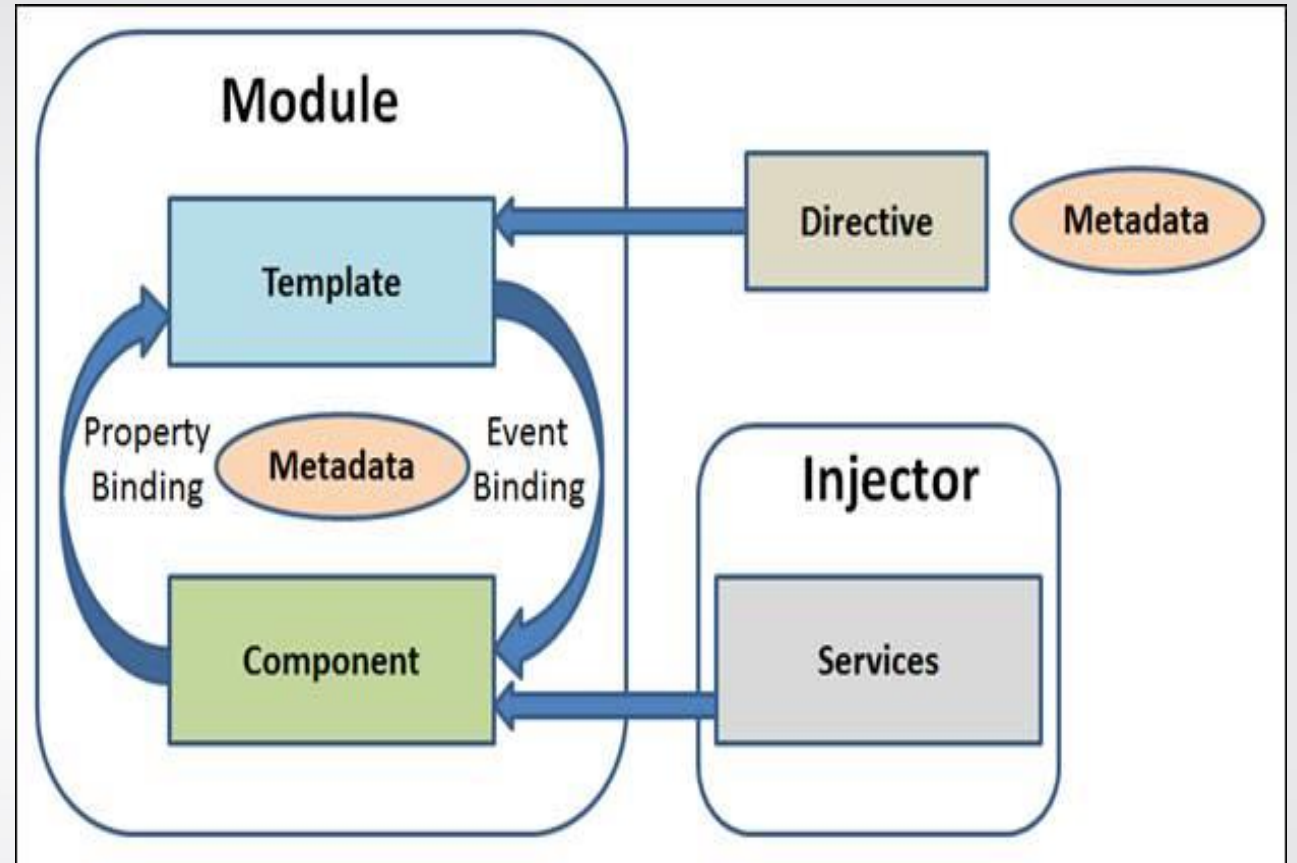 Module
Template
Directive
Metadata
Property
Binding
Metadata
Event
Binding
Injector
Component
Services